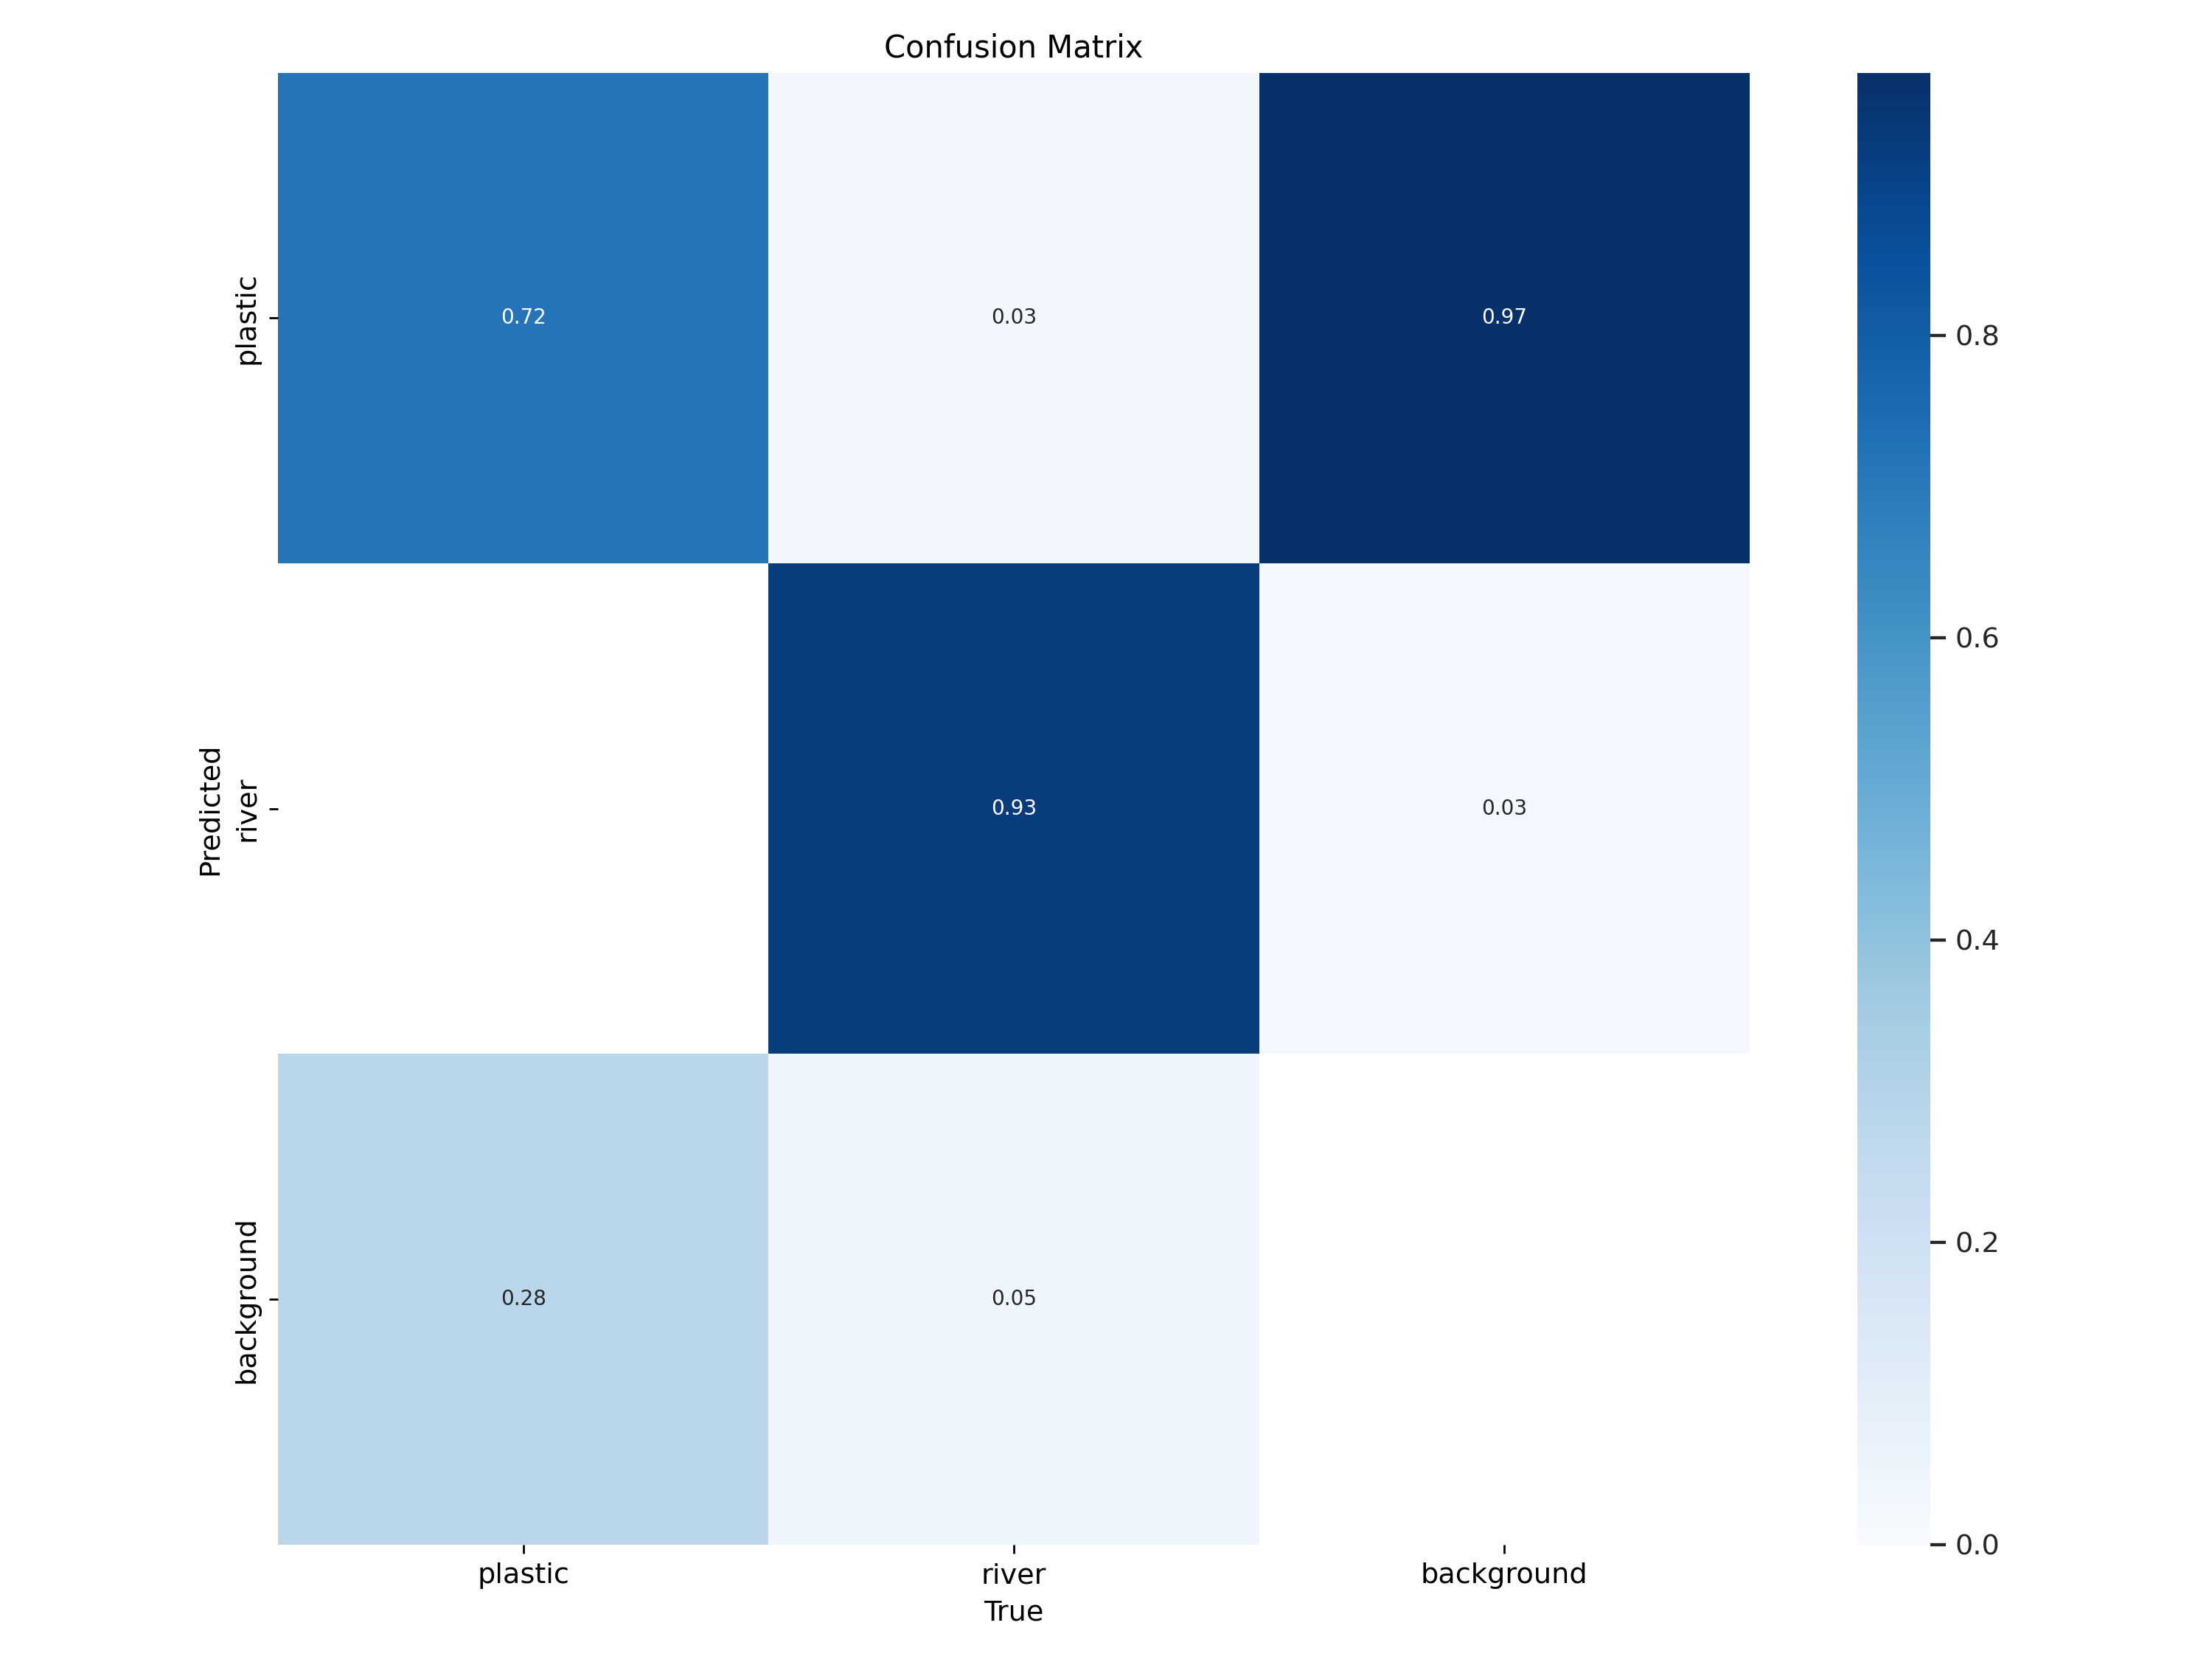 Confusion Matrix
plastic
0.72
0.03
0.97
0.8
0.6
Predicted
river
0.93
0.03
0.4
background
0.28
0.05
0.2
0.0
plastic
river
background
True